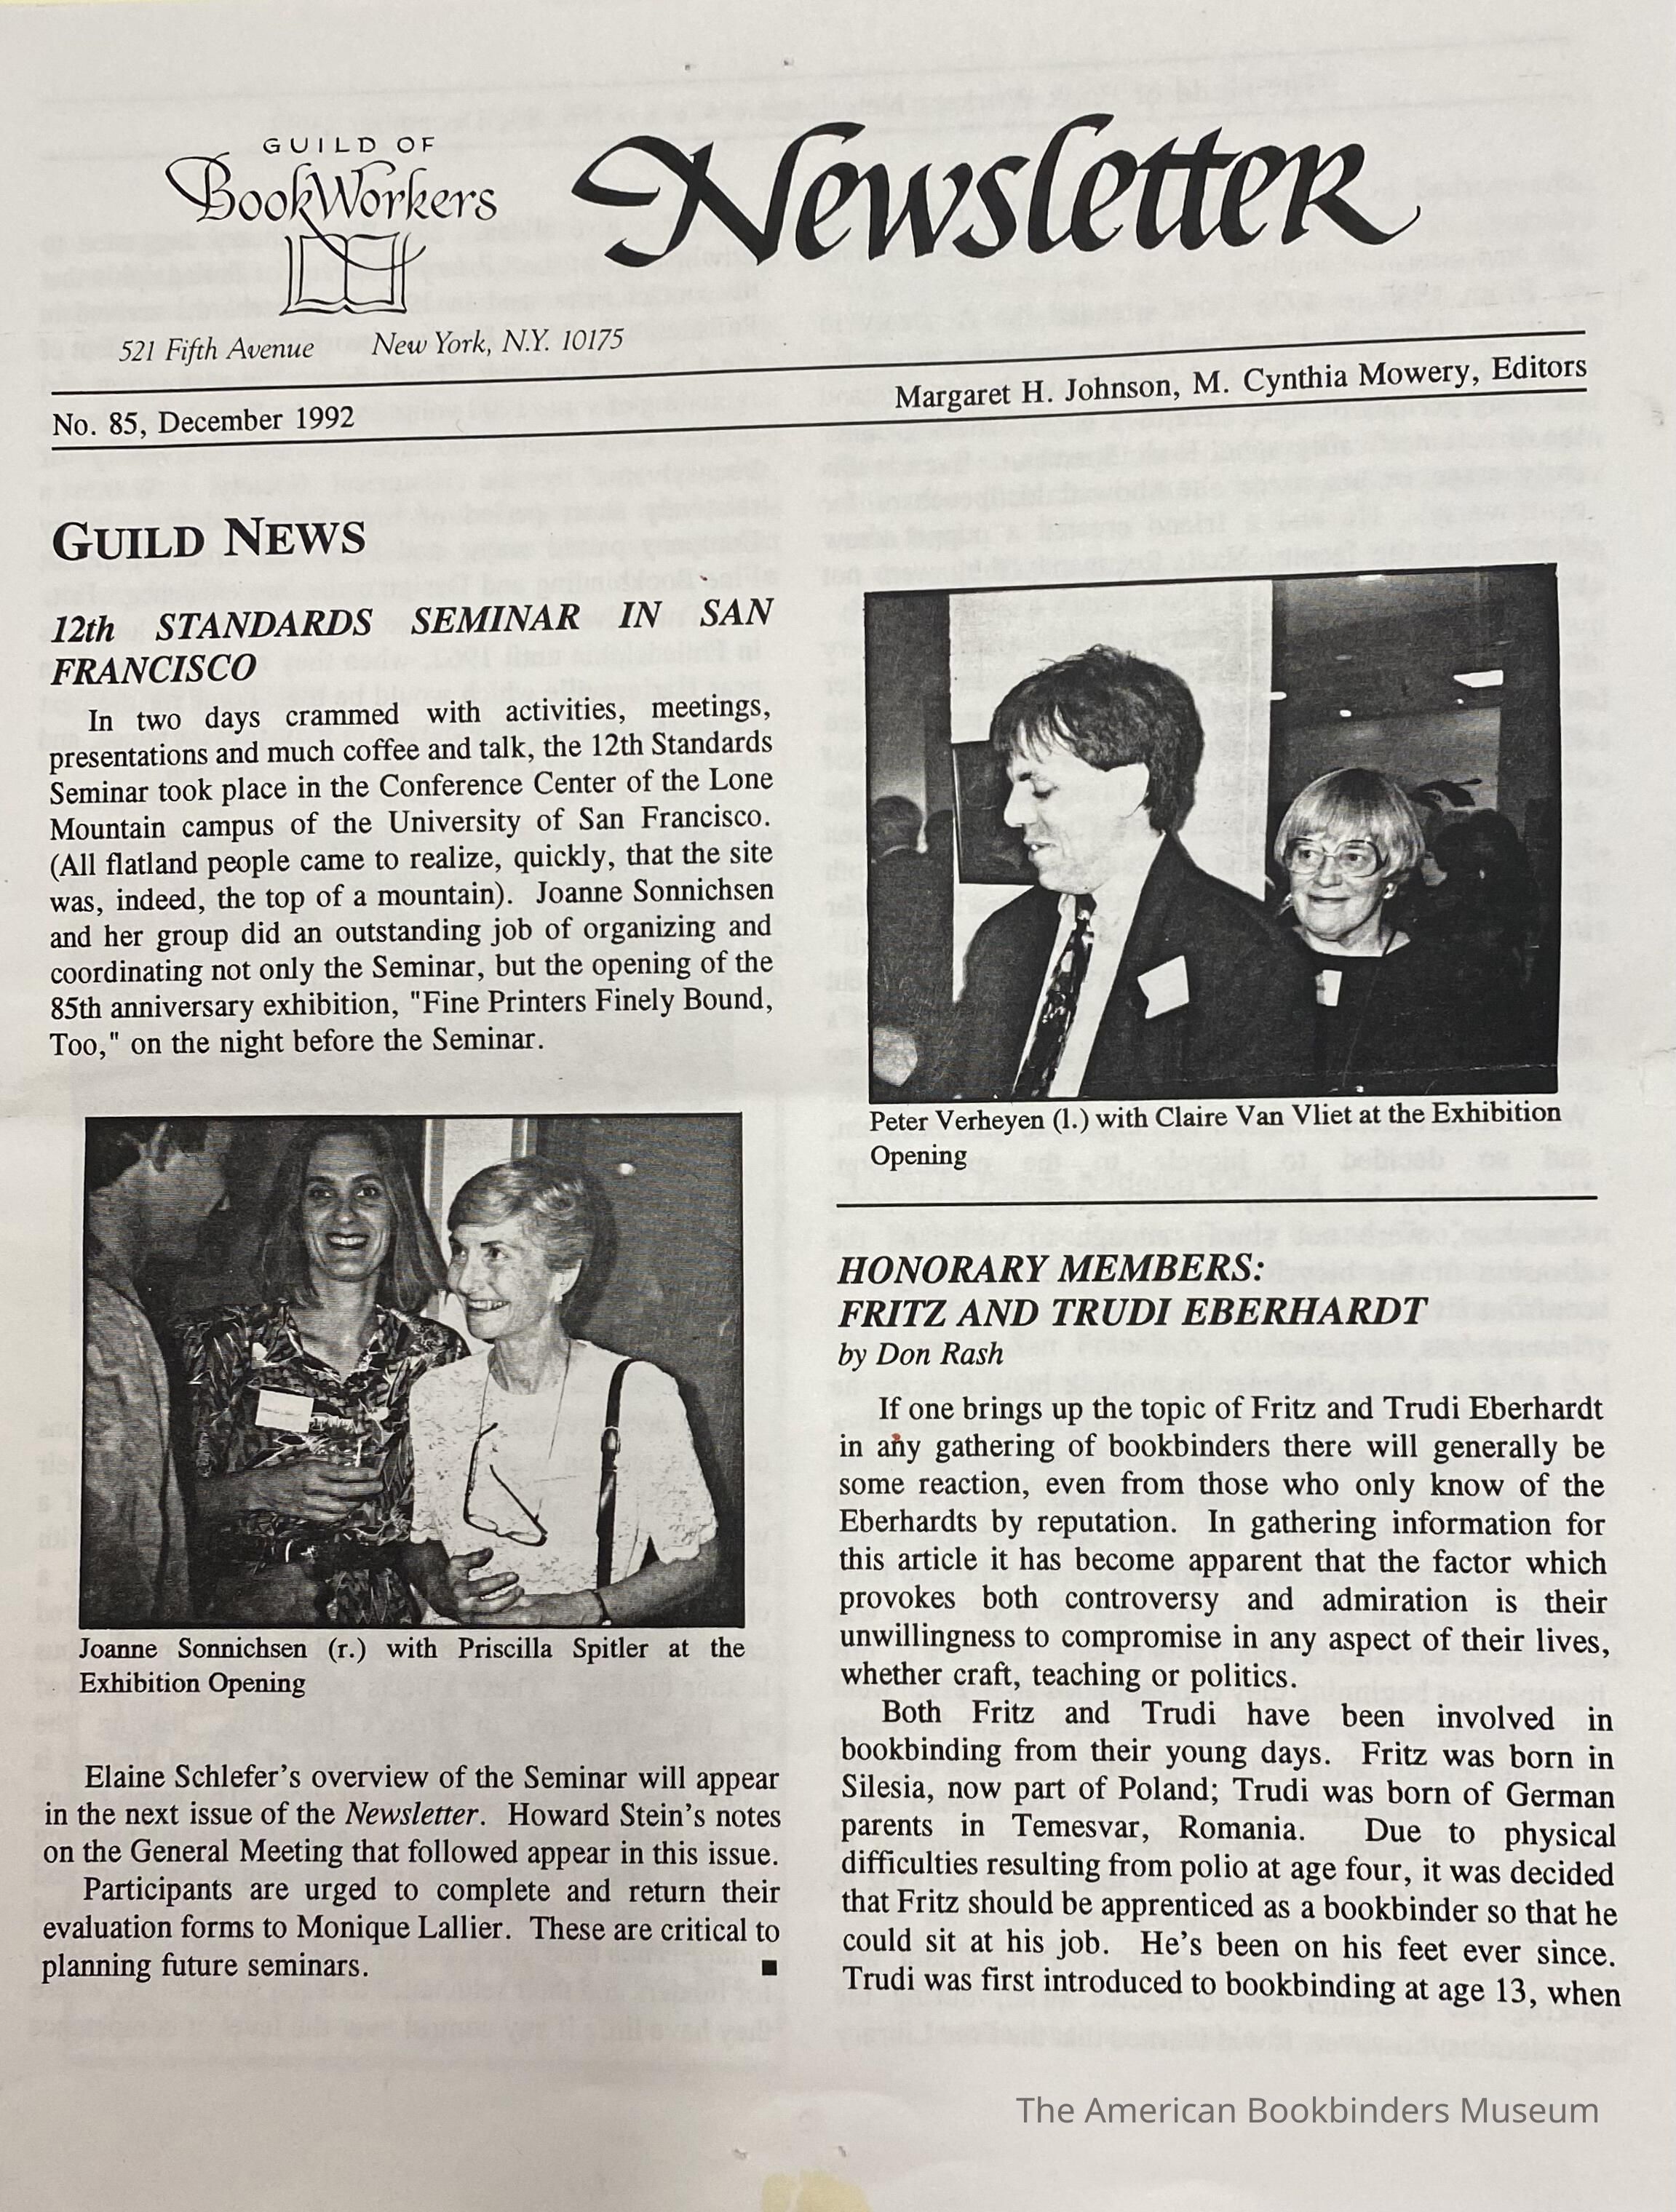 GUILD OF
BookWorkers
Newsletter
521 Fifth Avenue New York, N.Y. 10175
No. 85, December 1992
Margaret H. Johnson, M. Cynthia Mowery, Editors
GUILD NEWS
12th STANDARDS SEMINAR IN SAN
FRANCISCO
In two days crammed with activities, meetings,
presentations and much coffee and talk, the 12th Standards
Seminar took place in the Conference Center of the Lone
Mountain campus of the University of San Francisco.
(All flatland people came to realize, quickly, that the site
was, indeed, the top of a mountain). Joanne Sonnichsen
and her group did an outstanding job of organizing and
coordinating not only the Seminar, but the opening of the
85th anniversary exhibition, "Fine Printers Finely Bound,
Too," on the night before the Seminar.
Joanne Sonnichsen (r.) with Priscilla Spitler at the
Exhibition Opening
Elaine Schlefer's overview of the Seminar will appear
in the next issue of the Newsletter. Howard Stein's notes
on the General Meeting that followed appear in this issue.
Participants are urged to complete and return their
evaluation forms to Monique Lallier. These are critical to
planning future seminars. ■
Peter Verheyen (l.) with Claire Van Vliet at the Exhibition
Opening
HONORARY MEMBERS:
FRITZ AND TRUDI EBERHARDT
by Don Rash
If one brings up the topic of Fritz and Trudi Eberhardt
in any gathering of bookbinders there will generally be
some reaction, even from those who only know of the
Eberhardts by reputation. In gathering information for
this article it has become apparent that the factor which
provokes both controversy and admiration is their
unwillingness to compromise in any aspect of their lives,
whether craft, teaching or politics.
Both Fritz and Trudi have been involved in
bookbinding from their young days. Fritz was born in
Silesia, now part of Poland; Trudi was born of German
parents in Temesvar, Romania. Due to physical
difficulties resulting from polio at age four, it was decided
that Fritz should be apprenticed as a bookbinder so that he
could sit at his job. He's been on his feet ever since.
Trudi was first introduced to bookbinding at age 13, when
The American Bookbinders Museum